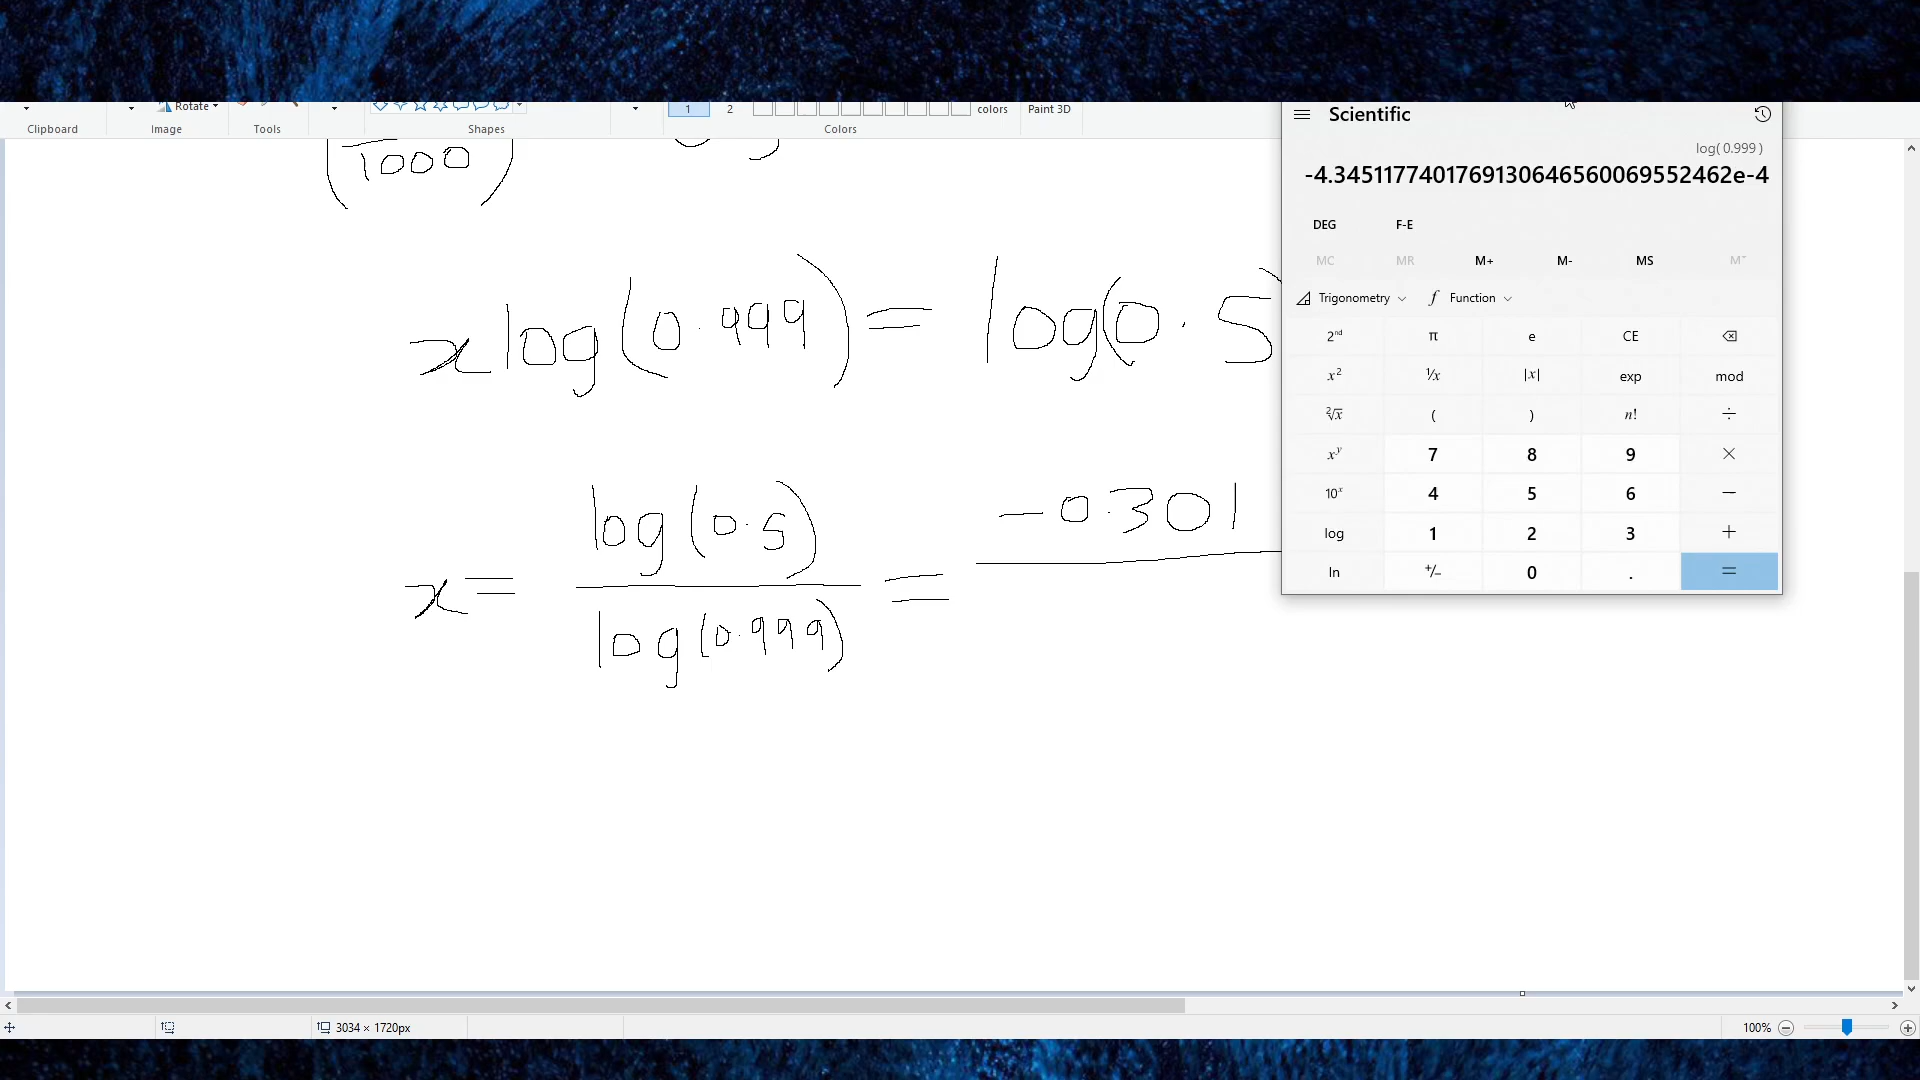 Rotate
1 2 colors Paint 3D
Clipboard Image Tools Shapes Colors
1000
x log(0.999) = log(0.5
x = log(0.5) / log(0.999) = -0.301
Scientific
log( 0.999 )
-4.3451177401769130646560069552462e-4
DEG F-E
MC MR M+ M- MS Mˇ
Trigonometry f Function
2ⁿᵈ π e CE
x² ¹/x |x| exp mod
²√x ( ) n! ÷
xʸ 7 8 9 ×
10ˣ 4 5 6 −
log 1 2 3 +
ln +/− 0 . =
3034 × 1720px 100%